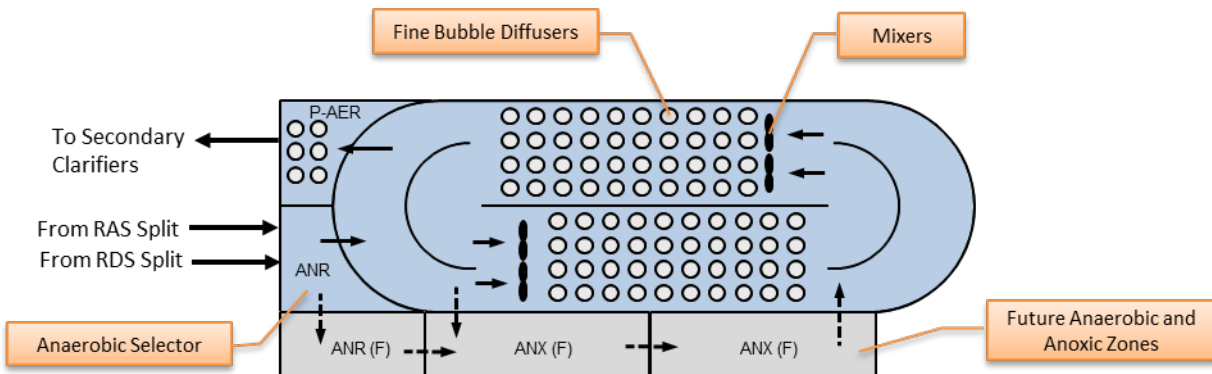 Fine Bubble Diffusers
Mixers
P-AER
To Secondary
Clarifiers
From RAS Split
From RDS Split
ANR
Anaerobic Selector
ANR (F)
ANX (F)
ANX (F)
Future Anaerobic and
Anoxic Zones